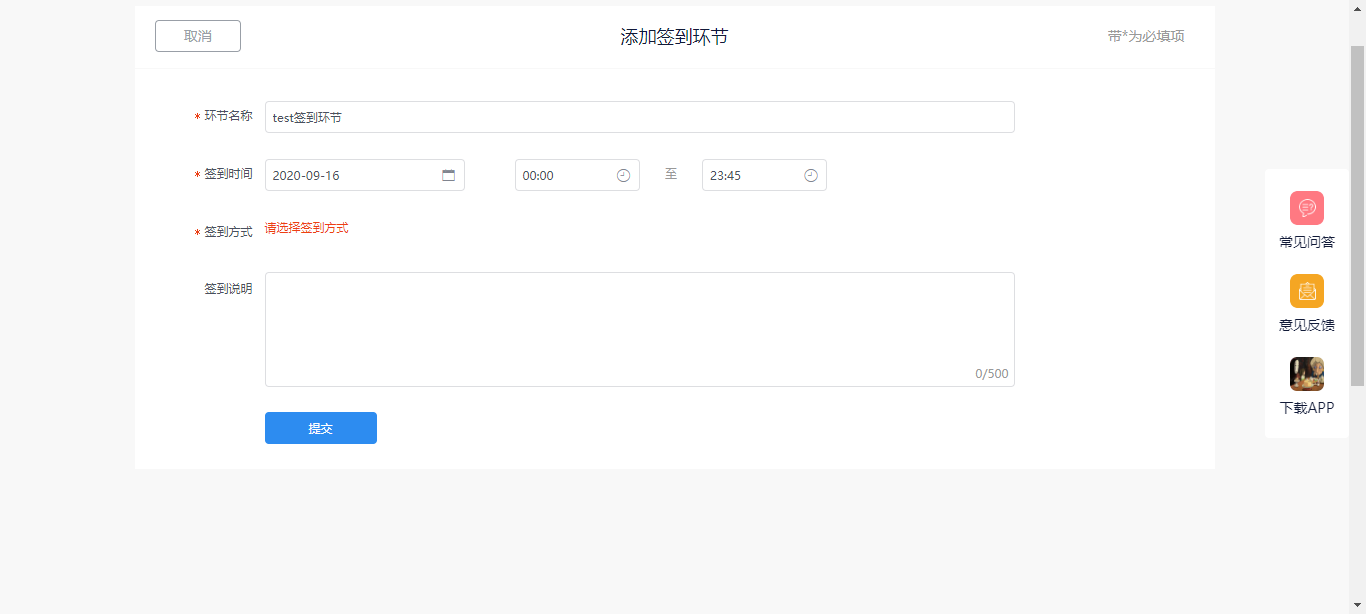 取消
添加签到环节
带*为必填项
* 环节名称
test签到环节
* 签到时间
2020-09-16
00:00
至
23:45
* 签到方式
请选择签到方式
签到说明
0/500
提交
常见问答
意见反馈
下载APP